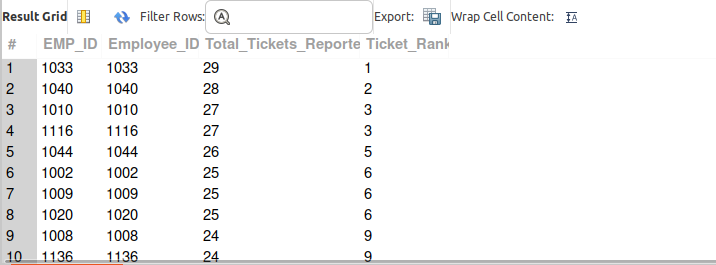 Result Grid Filter Rows: Export: Wrap Cell Content: IA
# EMP_ID Employee_ID Total_Tickets_Reporte Ticket_Rank
1 1033 1033 29 1
2 1040 1040 28 2
3 1010 1010 27 3
4 1116 1116 27 3
5 1044 1044 26 5
6 1002 1002 25 6
7 1009 1009 25 6
8 1020 1020 25 6
9 1008 1008 24 9
10 1136 1136 24 9